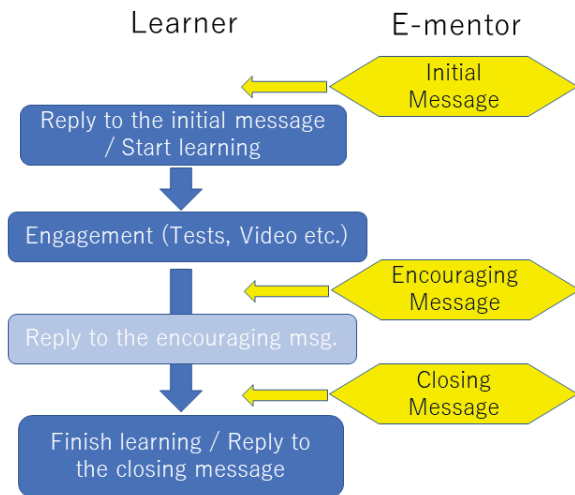 Learner
E-mentor
Initial
Message
Reply to the initial message
/ Start learning
Engagement (Tests, Video etc.)
Encouraging
Message
Reply to the encouraging msg.
Closing
Message
Finish learning / Reply to
the closing message